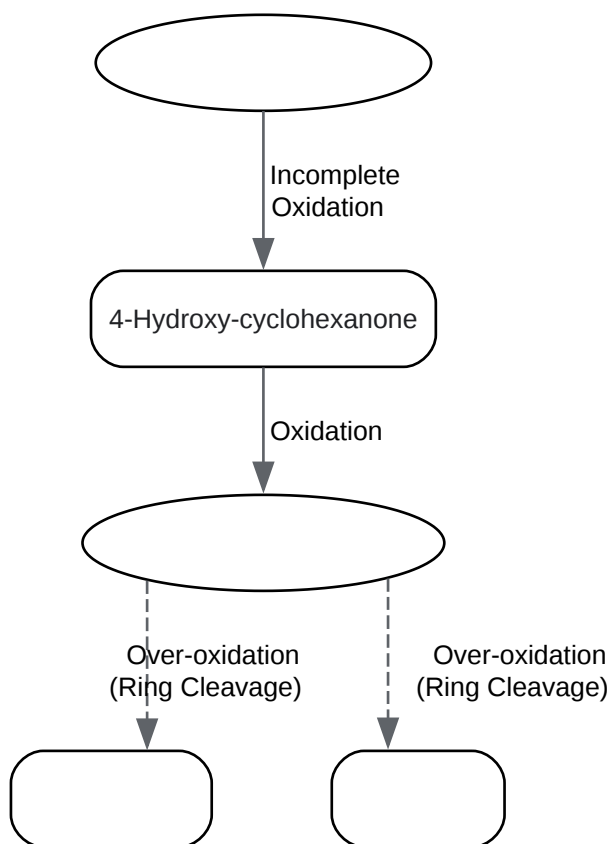 Incomplete
Oxidation
4-Hydroxy-cyclohexanone
Oxidation
Over-oxidation
(Ring Cleavage)
Over-oxidation
(Ring Cleavage)